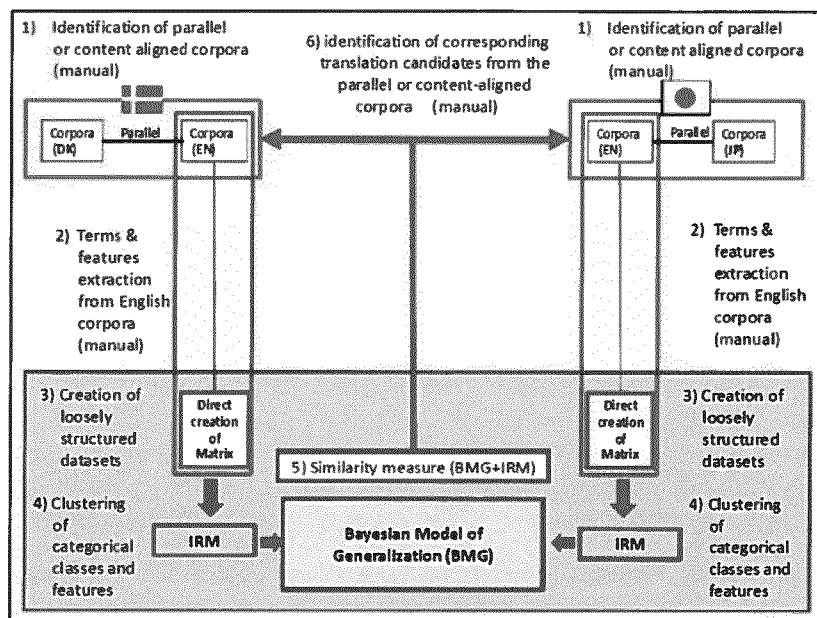 1) Identification of parallel
or content aligned corpora
(manual)
6) identification of corresponding
translation candidates from the
parallel or content-aligned
corpora (manual)
1) Identification of parallel
or content aligned corpora
(manual)
Corpora
(DK)
Parallel
Corpora
(EN)
Corpora
(EN)
Parallel
Corpora
(JP)
2) Terms &
features
extraction
from English
corpora
(manual)
2) Terms &
features
extraction
from English
corpora
(manual)
3) Creation of
loosely
structured
datasets
Direct
creation
of
Matrix
5) Similarity measure (BMG+IRM)
Direct
creation
of
Matrix
3) Creation of
loosely
structured
datasets
4) Clustering
of
categorical
classes and
features
IRM
Bayesian Model of
Generalization (BMG)
IRM
4) Clustering
of
categorical
classes and
features